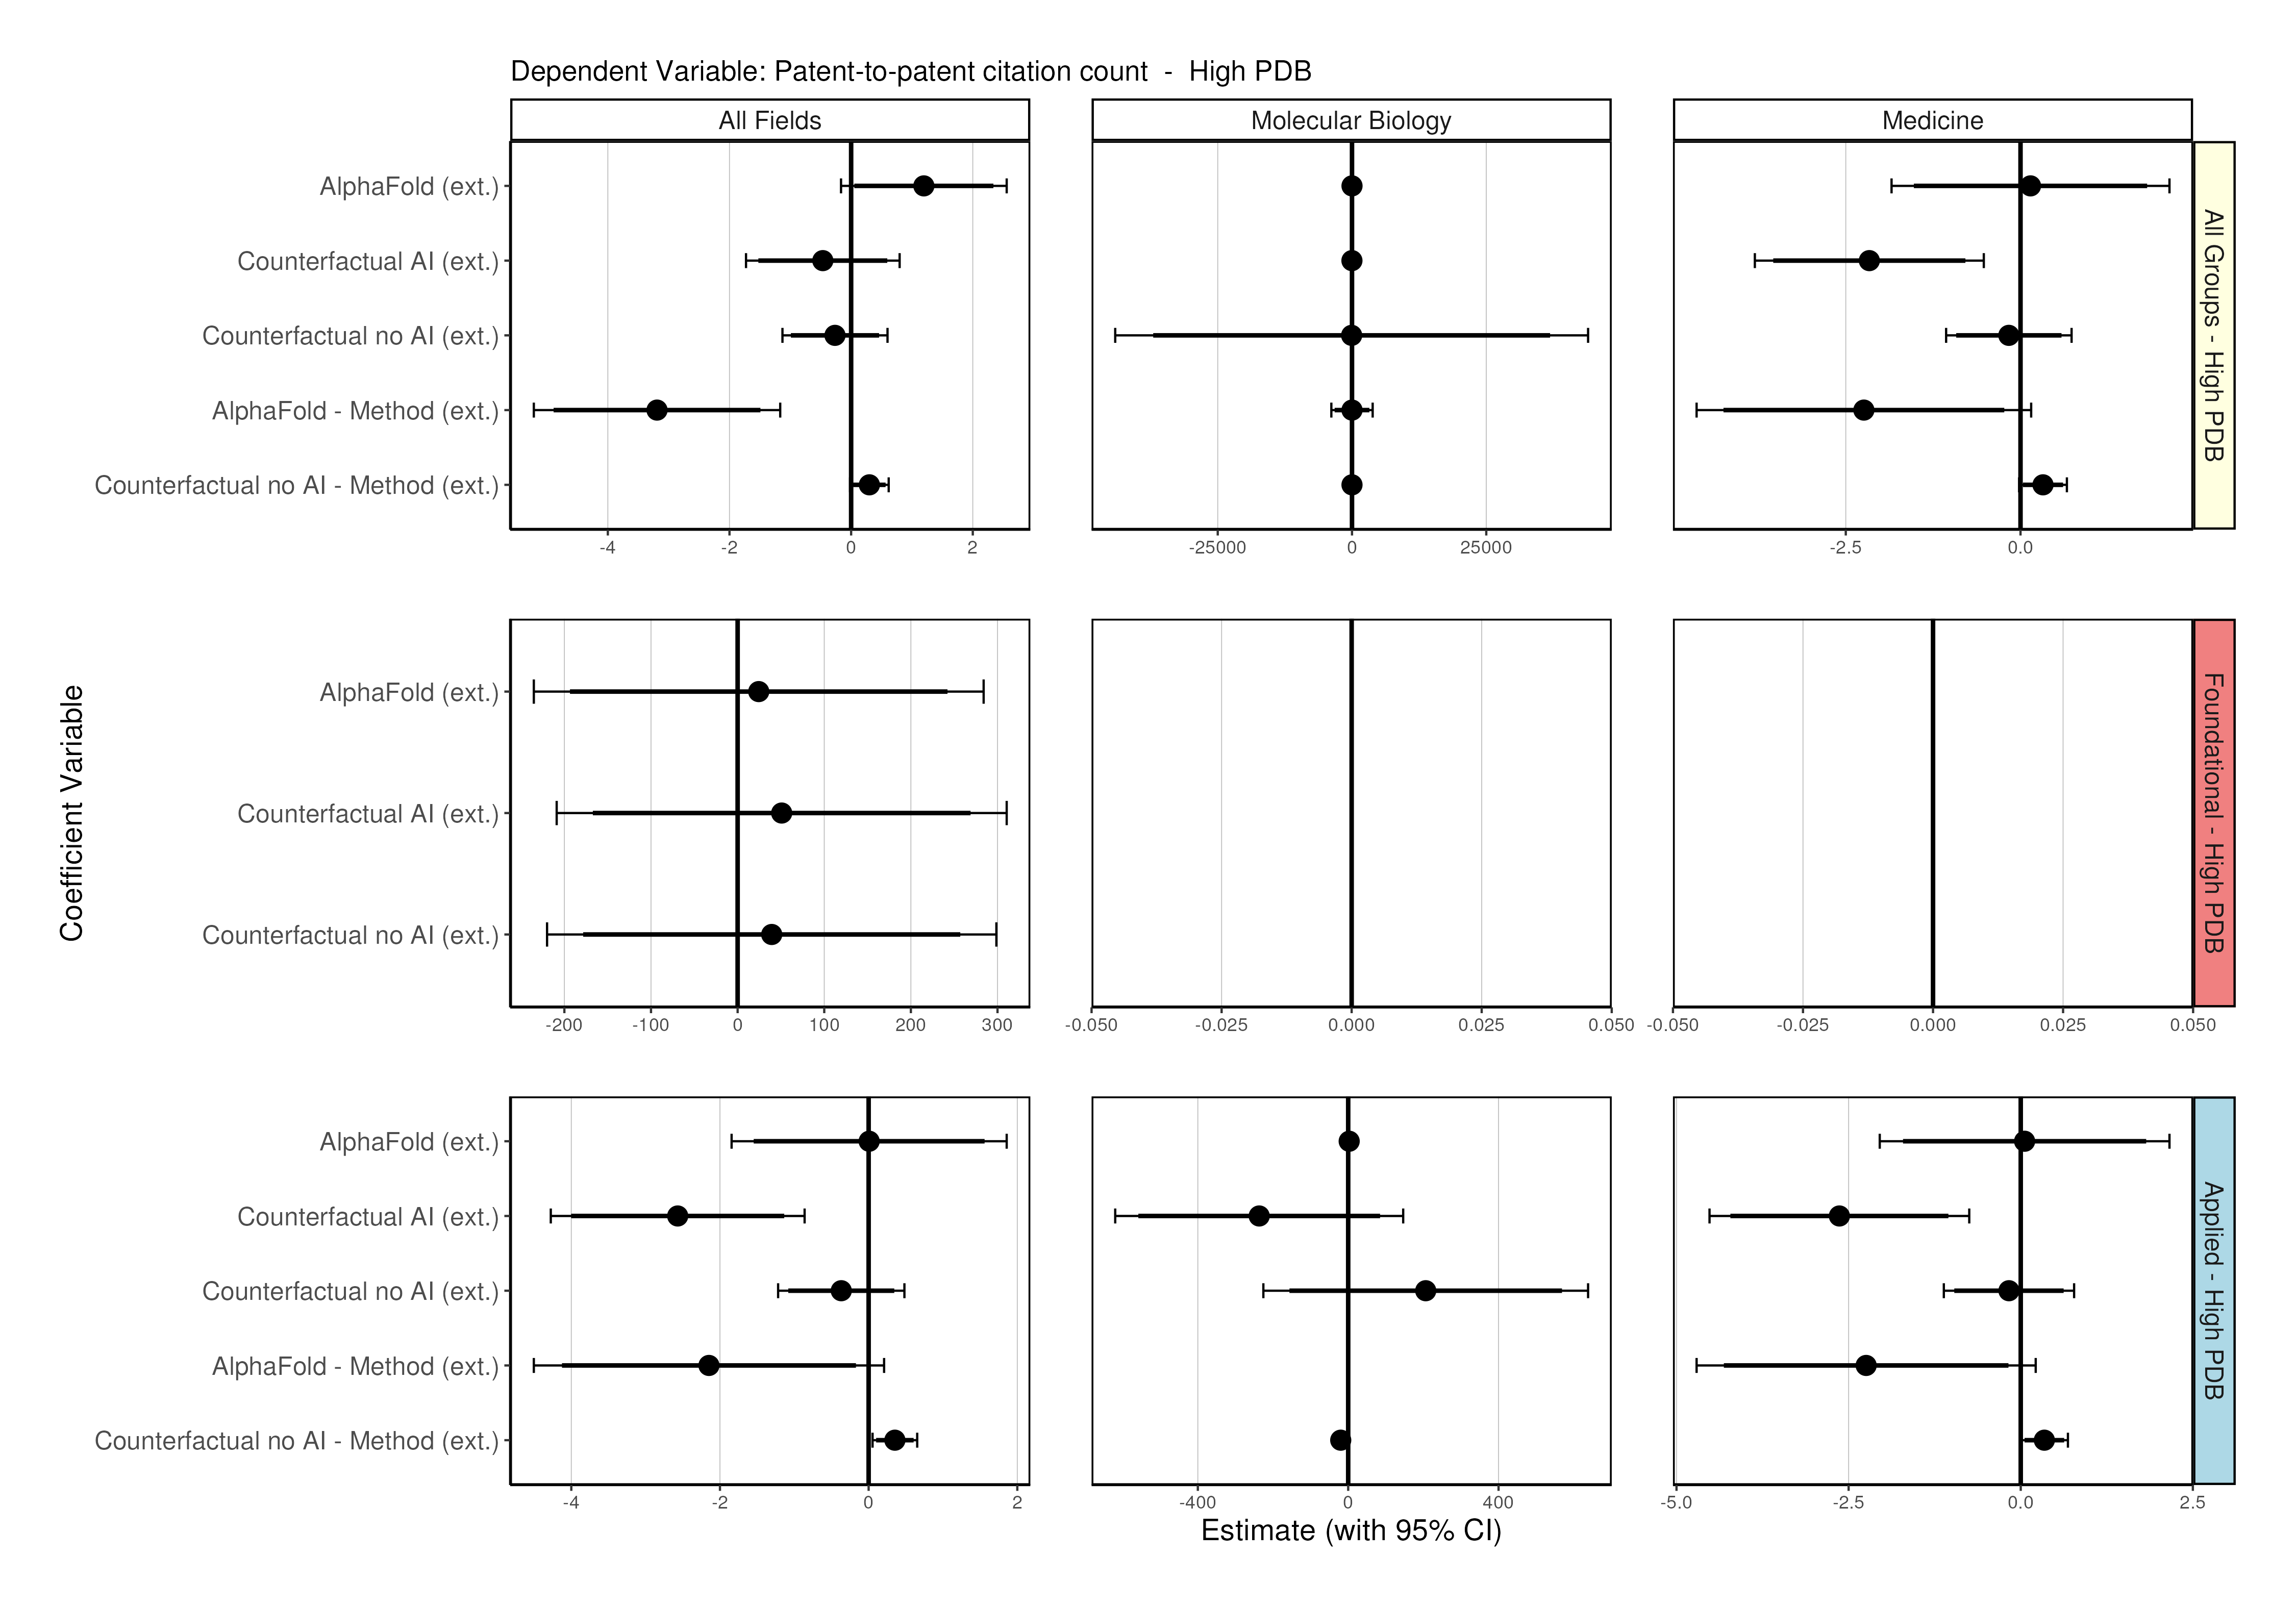 Dependent Variable: Patent-to-patent citation count - High PDB
All Fields
Molecular Biology
Medicine
AlphaFold (ext.)
Counterfactual AI (ext.)
Counterfactual no AI (ext.)
AlphaFold - Method (ext.)
Counterfactual no AI - Method (ext.)
-4 -2 0 2
-25000 0 25000
-2.5 0.0
All Groups - High PDB
Coefficient Variable
AlphaFold (ext.)
Counterfactual AI (ext.)
Counterfactual no AI (ext.)
-200 -100 0 100 200 300
-0.050 -0.025 0.000 0.025 0.050
-0.050 -0.025 0.000 0.025 0.050
Foundational - High PDB
AlphaFold (ext.)
Counterfactual AI (ext.)
Counterfactual no AI (ext.)
AlphaFold - Method (ext.)
Counterfactual no AI - Method (ext.)
-4 -2 0 2
-400 0 400
-5.0 -2.5 0.0 2.5
Applied - High PDB
Estimate (with 95% CI)